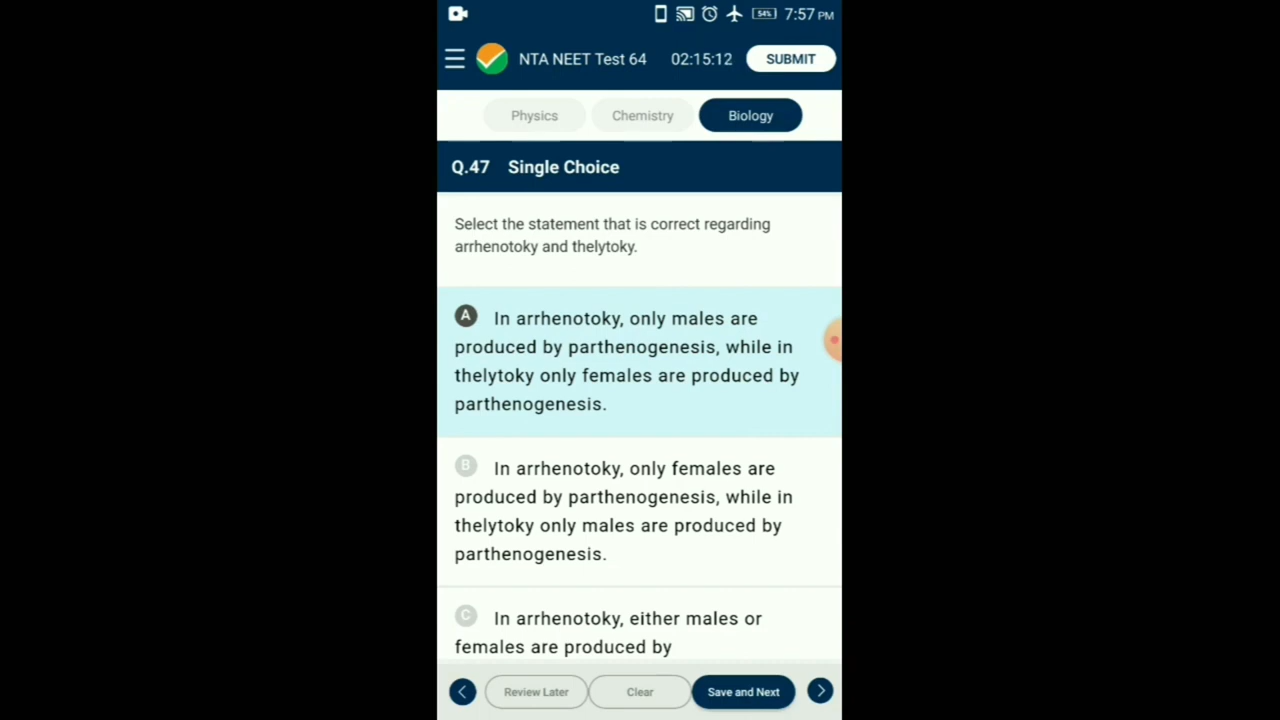 54% 7:57 PM
NTA NEET Test 64 02:15:12 SUBMIT
Physics Chemistry Biology
Q.47 Single Choice
Select the statement that is correct regarding
arrhenotoky and thelytoky.
A In arrhenotoky, only males are
produced by parthenogenesis, while in
thelytoky only females are produced by
parthenogenesis.
B In arrhenotoky, only females are
produced by parthenogenesis, while in
thelytoky only males are produced by
parthenogenesis.
C In arrhenotoky, either males or
females are produced by
Review Later Clear Save and Next